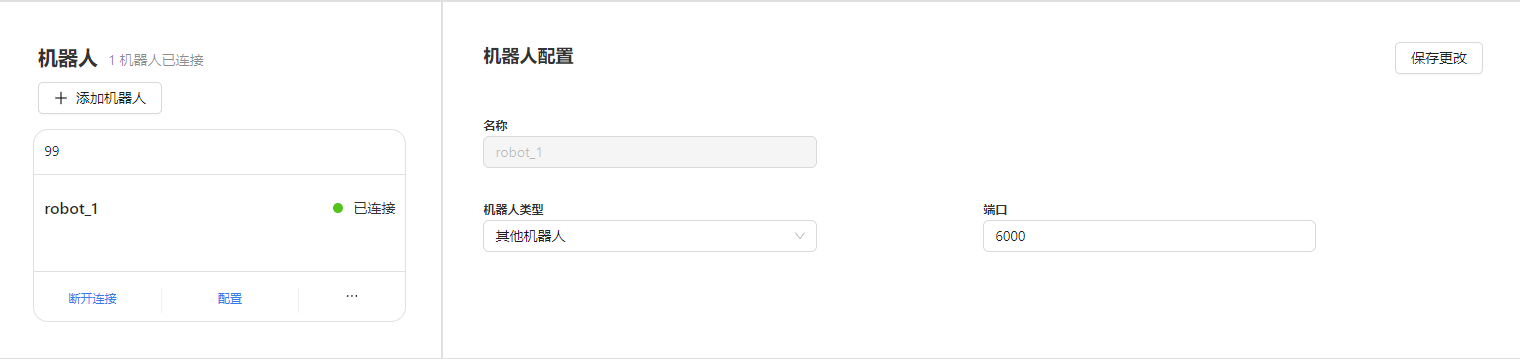 机器人 1 机器人已连接
添加机器人
99
robot_1 已连接
断开连接 配置 ···
机器人配置 保存更改
名称
robot_1
机器人类型 端口
其他机器人 6000